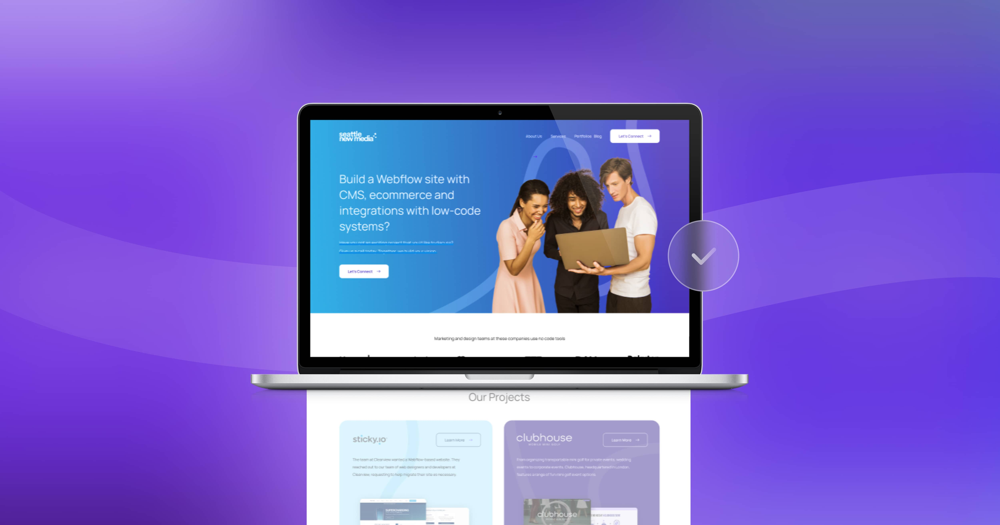 seattle
new media
About Us Services Portfolios Blog Let's Connect
Build a Webflow site with
CMS, ecommerce and
integrations with low-code
systems?
Have you got an exciting project that you'd like to discuss?
Give us a call today. Together, we build your vision.
Let's Connect
Marketing and design teams at these companies use no code tools
Our Projects
sticky.io
Learn More
The team at Clearview wanted a Webflow-based website. They
reached out to our team of web designers and developers at
Clearview, requesting to help migrate their site as necessary.
SUPERCHARGING
clubhouse
MOBILE MINI GOLF
Learn More
From organizing transportable mini golf for private events, wedding
events to corporate events, Clubhouse, headquartered in London,
features a range of fun mini golf event options.
clubhouse